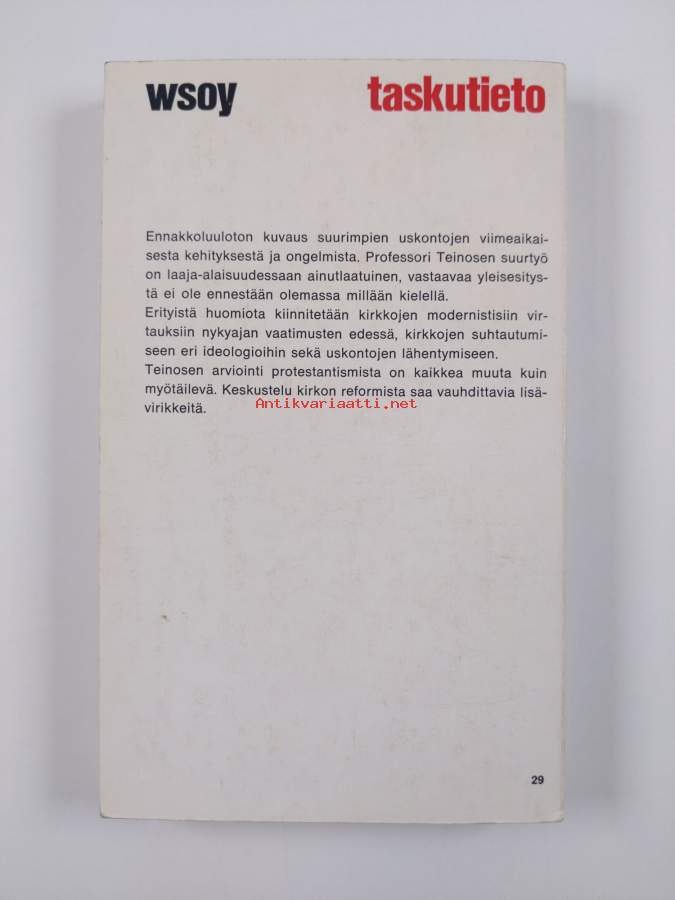 wsoy taskutieto
Ennakkoluuloton kuvaus suurimpien uskontojen viimeaikai-
sesta kehityksestä ja ongelmista. Professori Teinosen suurtyö
on laaja-alaisuudessaan ainutlaatuinen, vastaavaa yleisesitys-
tä ei ole ennestään olemassa millään kielellä.
Erityistä huomiota kiinnitetään kirkkojen modernistisiin vir-
tauksiin nykyajan vaatimusten edessä, kirkkojen suhtautumi-
seen eri ideologioihin sekä uskontojen lähentymiseen.
Teinosen arviointi protestantismista on kaikkea muuta kuin
myötäilevä. Keskustelu kirkon reformista saa vauhdittavia lisä-
virikkeitä.
Antikvariaatti.net
29